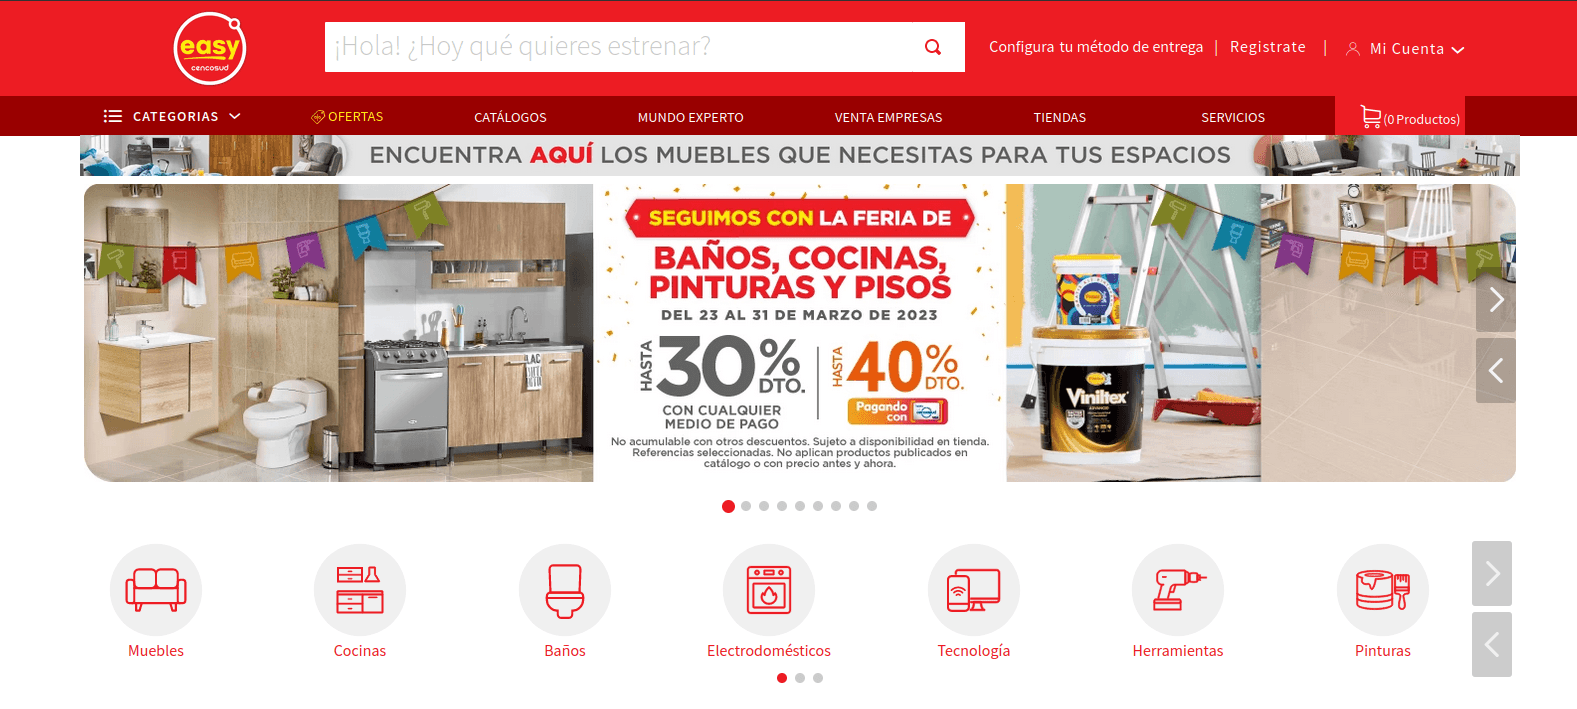 easy
cencosud
¡Hola! ¿Hoy qué quieres estrenar?
Configura tu método de entrega | Registrate | Mi Cuenta
CATEGORIAS
OFERTAS
CATÁLOGOS
MUNDO EXPERTO
VENTA EMPRESAS
TIENDAS
SERVICIOS
(0 Productos)
ENCUENTRA AQUÍ LOS MUEBLES QUE NECESITAS PARA TUS ESPACIOS
SEGUIMOS CON LA FERIA DE
BAÑOS, COCINAS,
PINTURAS Y PISOS
DEL 23 AL 31 DE MARZO DE 2023
HASTA 30% DTO.
CON CUALQUIER
MEDIO DE PAGO
HASTA 40% DTO.
Pagando
con
No acumulable con otros descuentos. Sujeto a disponibilidad en tienda.
Referencias seleccionadas. No aplican productos publicados en
catálogo o con precio antes y ahora.
Viniltex
Muebles
Cocinas
Baños
Electrodomésticos
Tecnología
Herramientas
Pinturas